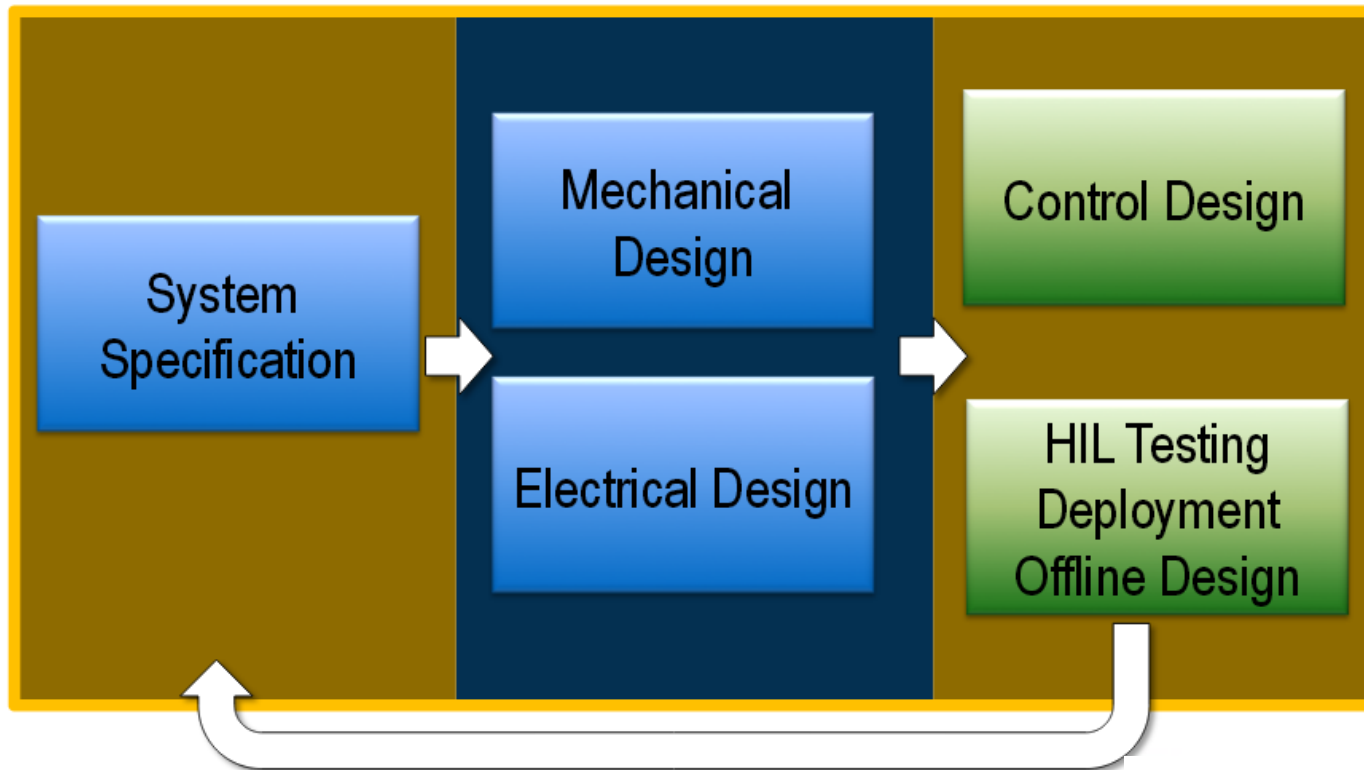 System
Specification
Mechanical
Design
Electrical Design
Control Design
HIL Testing
Deployment
Offline Design